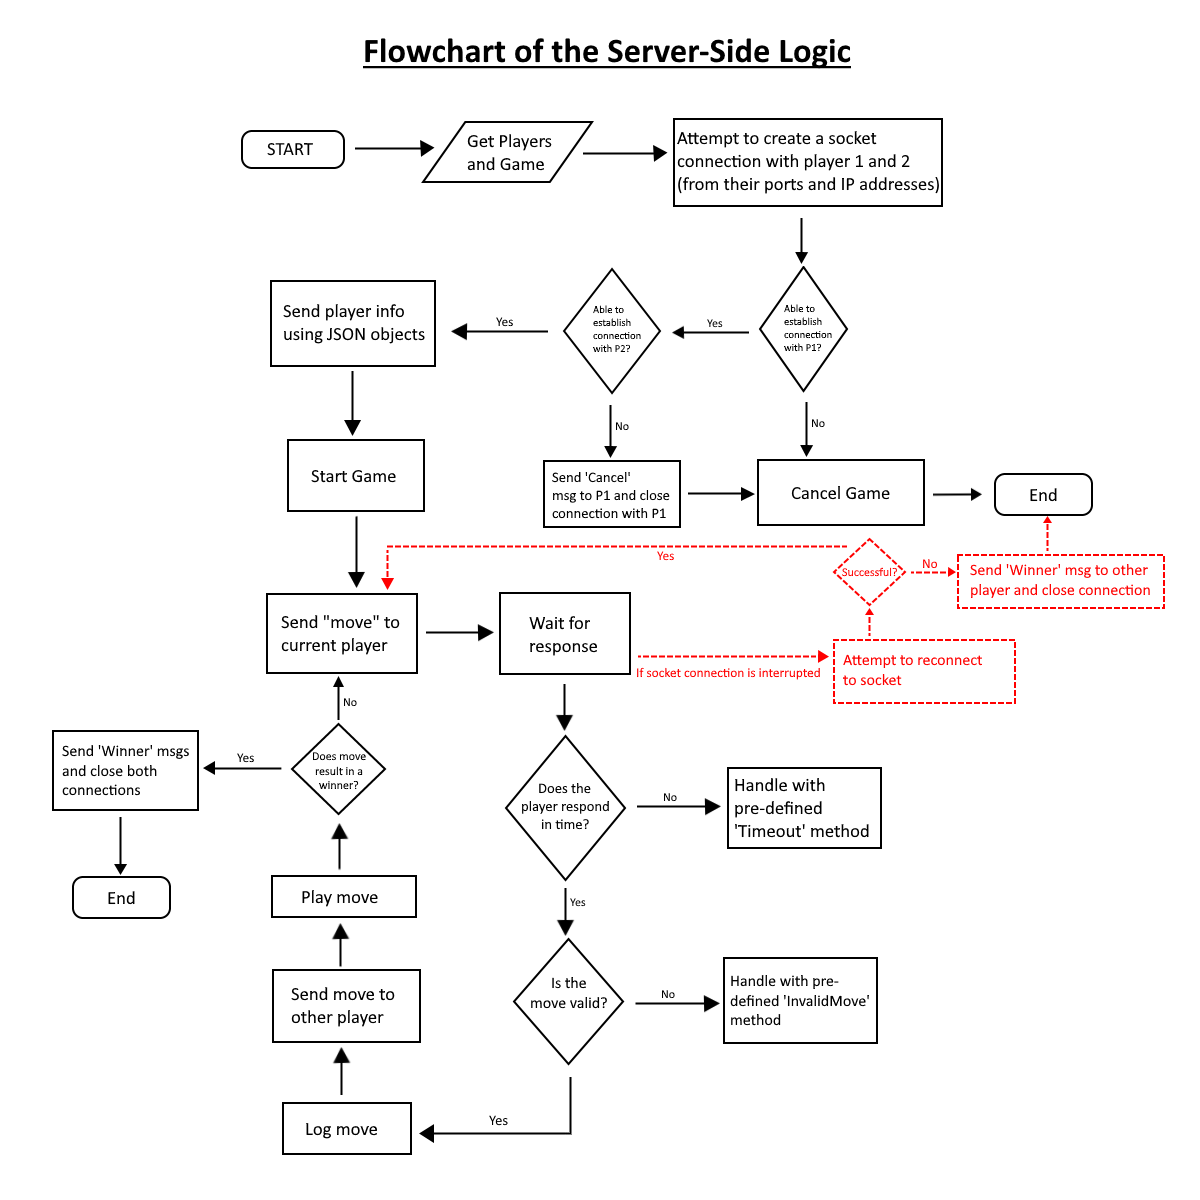 Flowchart of the Server-Side Logic
START
Get Players
and Game
Attempt to create a socket
connection with player 1 and 2
(from their ports and IP addresses)
Able to
establish
connection
with P1?
Yes
No
Able to
establish
connection
with P2?
Yes
No
Send player info
using JSON objects
Start Game
Send 'Cancel'
msg to P1 and close
connection with P1
Cancel Game
End
Send "move" to
current player
Wait for
response
If socket connection is interrupted
Attempt to reconnect
to socket
Successful?
Yes
No
Send 'Winner' msg to other
player and close connection
Does the
player respond
in time?
No
Handle with
pre-defined
'Timeout' method
Yes
Is the
move valid?
No
Handle with pre-
defined 'InvalidMove'
method
Yes
Log move
Send move to
other player
Play move
Does move
result in a
winner?
No
Yes
Send 'Winner' msgs
and close both
connections
End